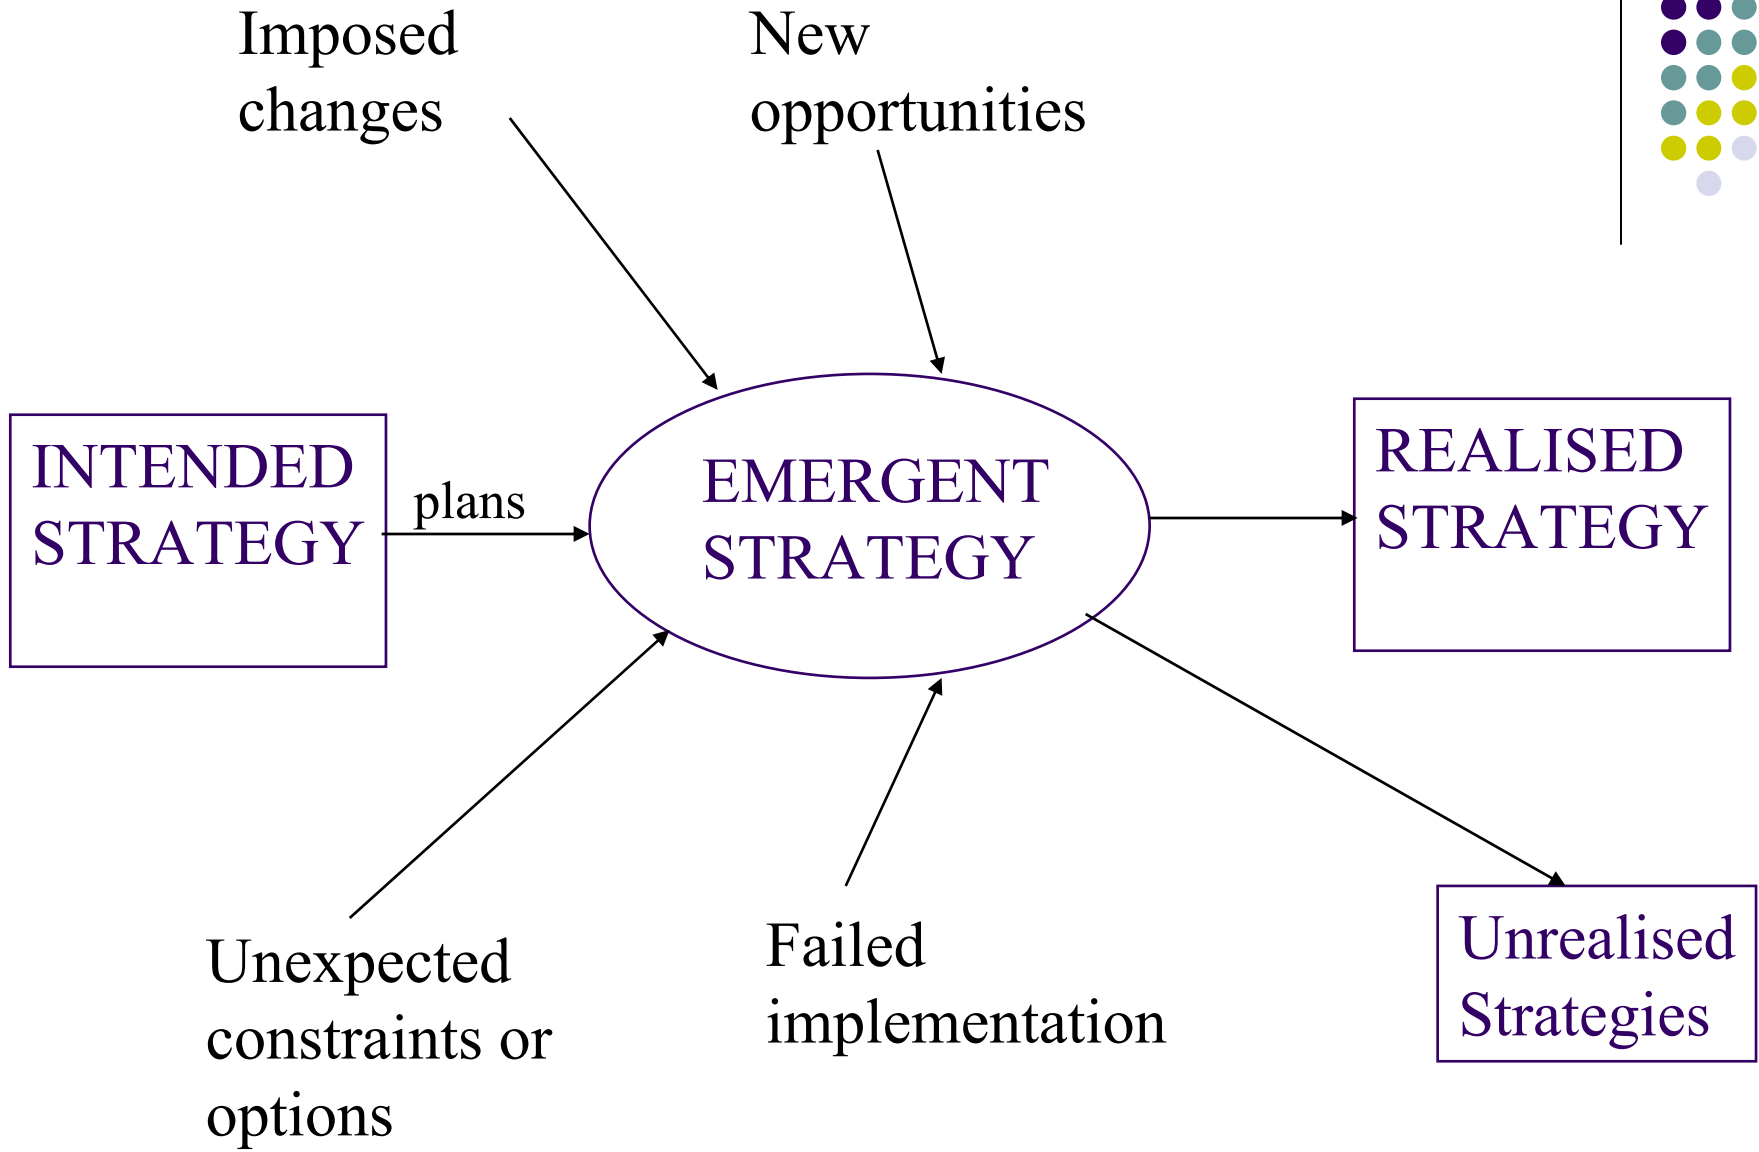 Imposed
changes
New
opportunities
INTENDED
STRATEGY
plans
EMERGENT
STRATEGY
REALISED
STRATEGY
Unexpected
constraints or
options
Failed
implementation
Unrealised
Strategies